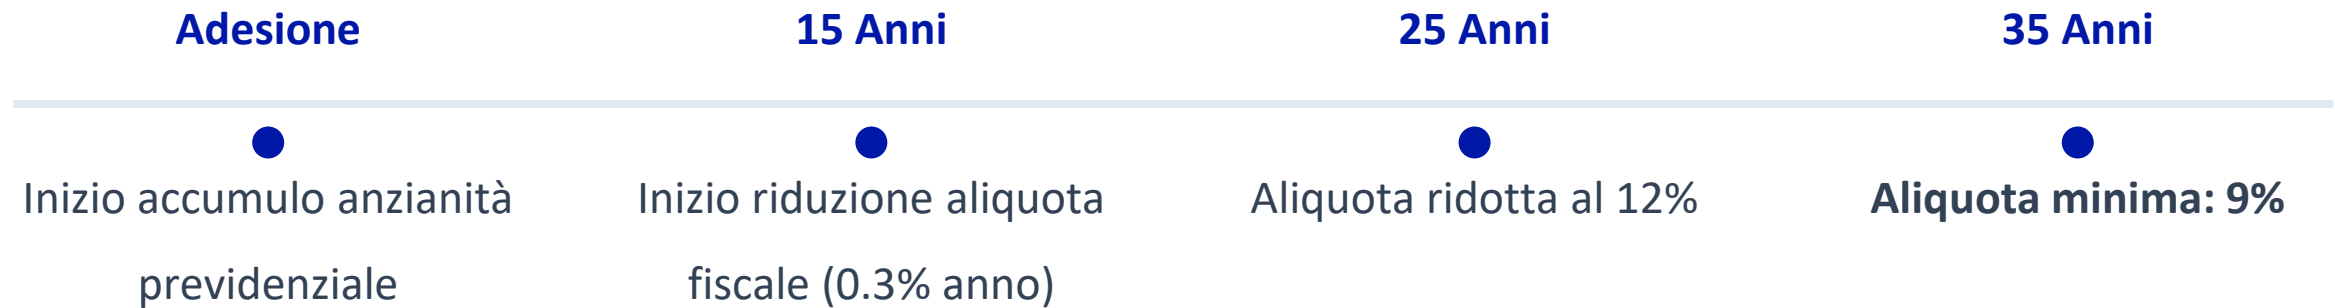 Adesione
15 Anni
25 Anni
35 Anni
Inizio accumulo anzianità
previdenziale
Inizio riduzione aliquota
fiscale (0.3% anno)
Aliquota ridotta al 12%
Aliquota minima: 9%